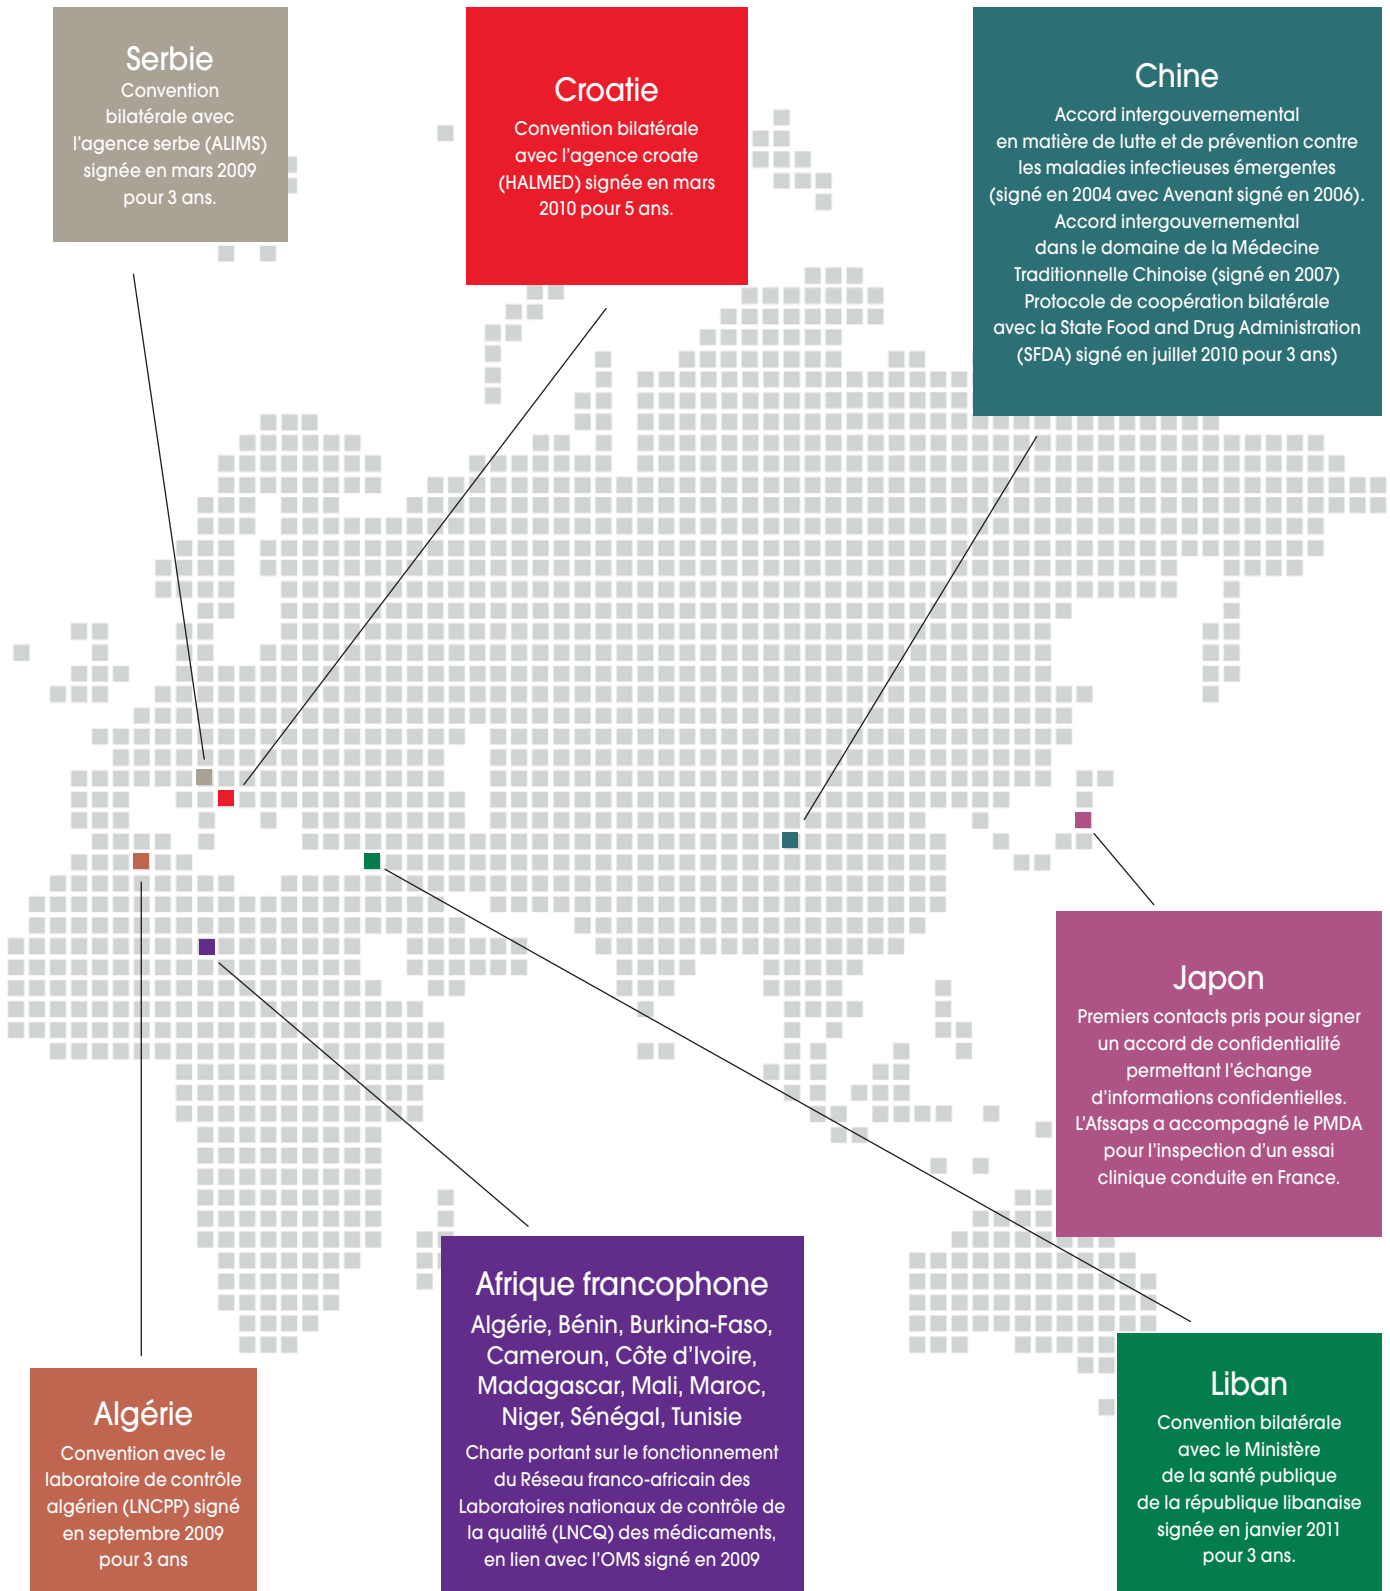 Serbie
Convention
bilatérale avec
l'agence serbe (ALIMS)
signée en mars 2009
pour 3 ans.
Croatie
Convention bilatérale
avec l'agence croate
(HALMED) signée en mars
2010 pour 5 ans.
Chine
Accord intergouvernemental
en matière de lutte et de prévention contre
les maladies infectieuses émergentes
(signé en 2004 avec Avenant signé en 2006).
Accord intergouvernemental
dans le domaine de la Médecine
Traditionnelle Chinoise (signé en 2007)
Protocole de coopération bilatérale
avec la State Food and Drug Administration
(SFDA) signé en juillet 2010 pour 3 ans)
Japon
Premiers contacts pris pour signer
un accord de confidentialité
permettant l'échange
d'informations confidentielles.
L'Afssaps a accompagné le PMDA
pour l'inspection d'un essai
clinique conduite en France.
Afrique francophone
Algérie, Bénin, Burkina-Faso,
Cameroun, Côte d'Ivoire,
Madagascar, Mali, Maroc,
Niger, Sénégal, Tunisie
Charte portant sur le fonctionnement
du Réseau franco-africain des
Laboratoires nationaux de contrôle de
la qualité (LNCQ) des médicaments,
en lien avec l'OMS signé en 2009
Algérie
Convention avec le
laboratoire de contrôle
algérien (LNCPP) signé
en septembre 2009
pour 3 ans
Liban
Convention bilatérale
avec le Ministère
de la santé publique
de la république libanaise
signée en janvier 2011
pour 3 ans.